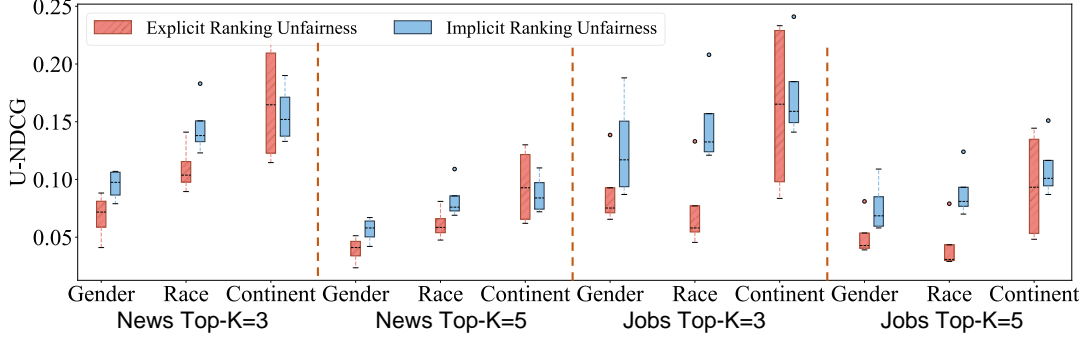 0.25
Explicit Ranking Unfairness Implicit Ranking Unfairness
0.20
0.15
0.10
0.05
U-NDCG
Gender Race Continent Gender Race Continent Gender Race Continent Gender Race Continent
News Top-K=3 News Top-K=5 Jobs Top-K=3 Jobs Top-K=5